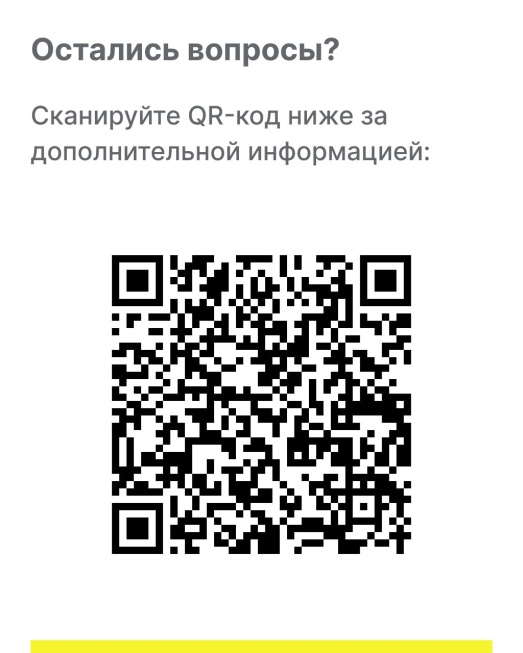 Остались вопросы?
Сканируйте QR-код ниже за
дополнительной информацией: